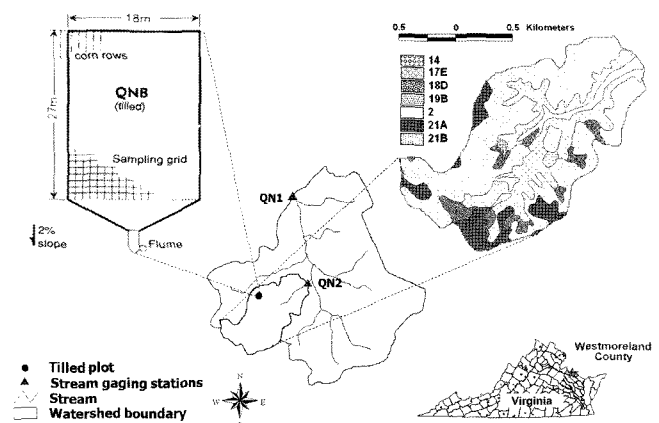 18m
corn rows
QNB
(tilled)
27m
Sampling grid
2%
slope
Flume
0.5 0 0.5 Kilometers
14
17E
18D
19B
2
21A
21B
QN1
QN2
Tilled plot
Stream gaging stations
Stream
Watershed boundary
N
W E
S
Westmoreland
County
Virginia